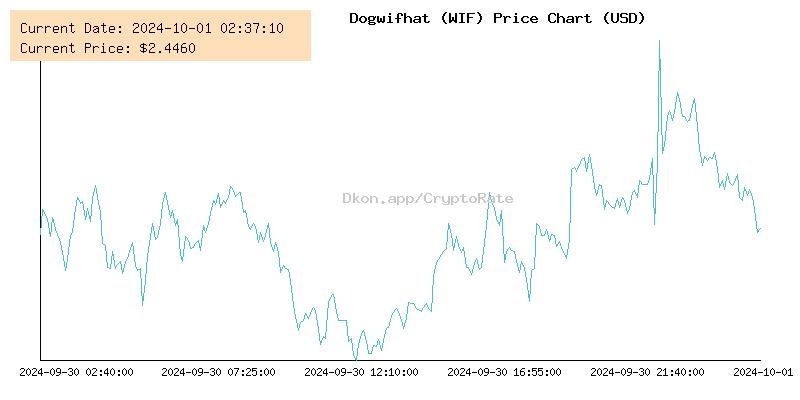 Dogwifhat (WIF) Price Chart (USD)
Current Date: 2024-10-01 02:37:10
Current Price: $2.4460
Dkon.app/CryptoRate
2024-09-30 02:40:00 2024-09-30 07:25:00 2024-09-30 12:10:00 2024-09-30 16:55:00 2024-09-30 21:40:00 2024-10-01